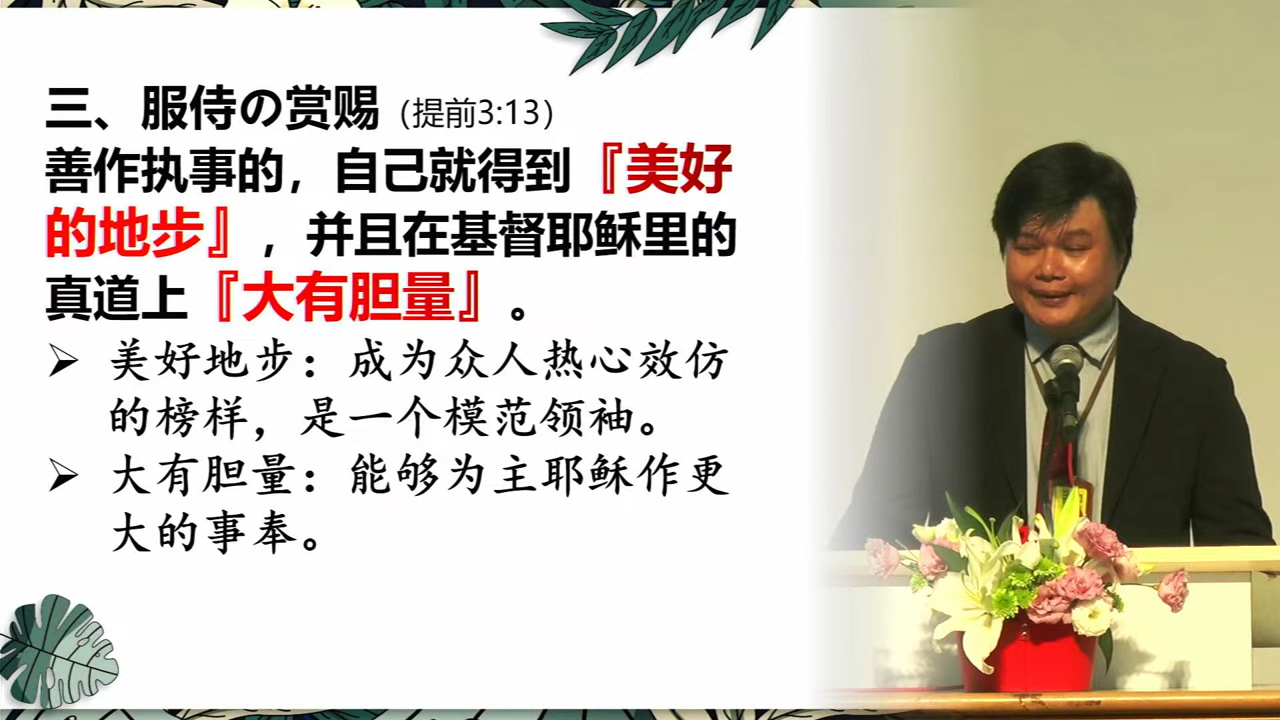 三、服侍の赏赐（提前3:13）
善作执事的，自己就得到『美好
的地步』，并且在基督耶稣里的
真道上『大有胆量』。
➢ 美好地步：成为众人热心效仿
的榜样，是一个模范领袖。
➢ 大有胆量：能够为主耶稣作更
大的事奉。